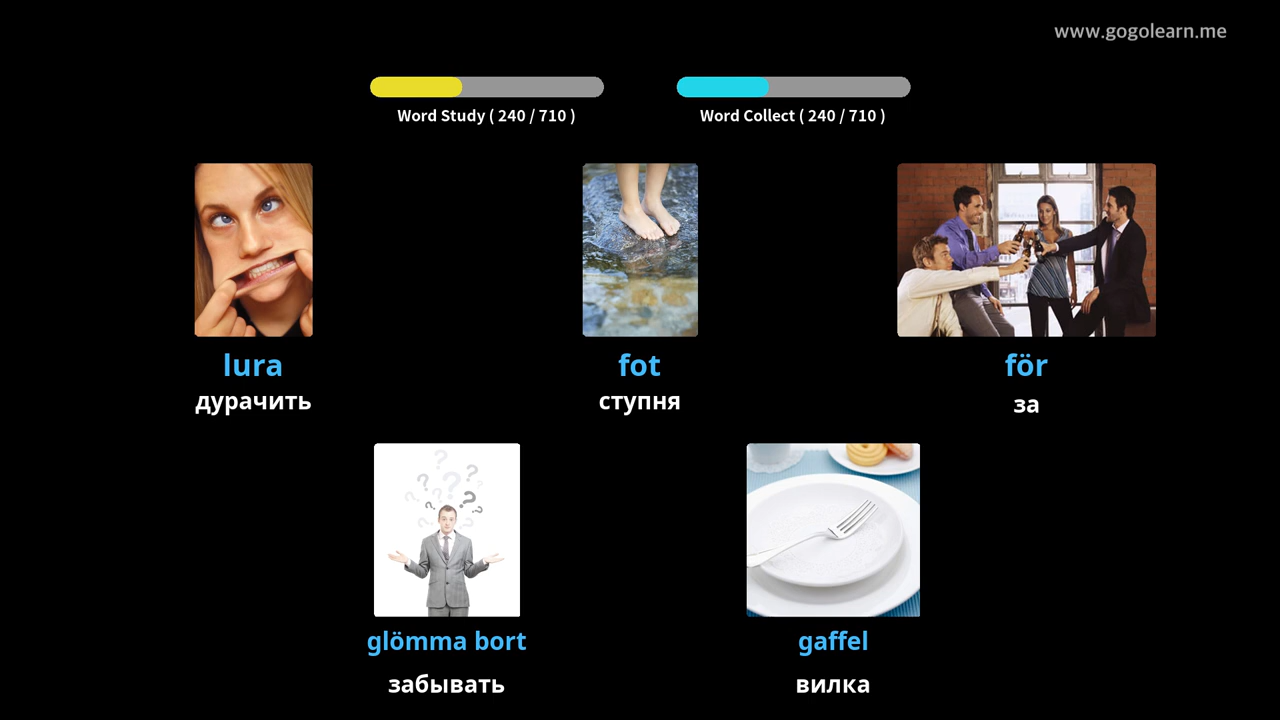 www.gogolearn.me
Word Study ( 240 / 710 )
Word Collect ( 240 / 710 )
lura
дурачить
fot
ступня
för
за
glömma bort
забывать
gaffel
вилка